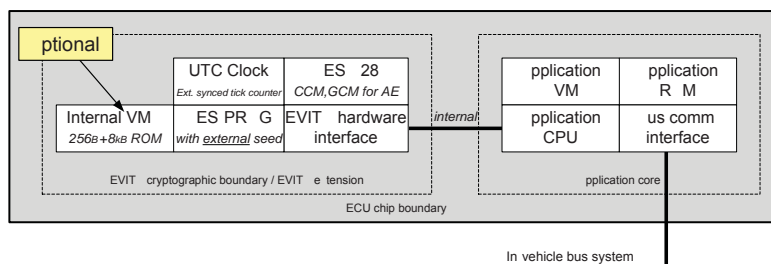 ptional
UTC Clock
Ext. synced tick counter
ES 28
CCM,GCM for AE
Internal VM
256B+8kB ROM
ES PR G
with external seed
EVIT hardware
interface
internal
pplication
VM
pplication
R M
pplication
CPU
us comm
interface
EVIT cryptographic boundary / EVIT e tension
pplication core
ECU chip boundary
In vehicle bus system